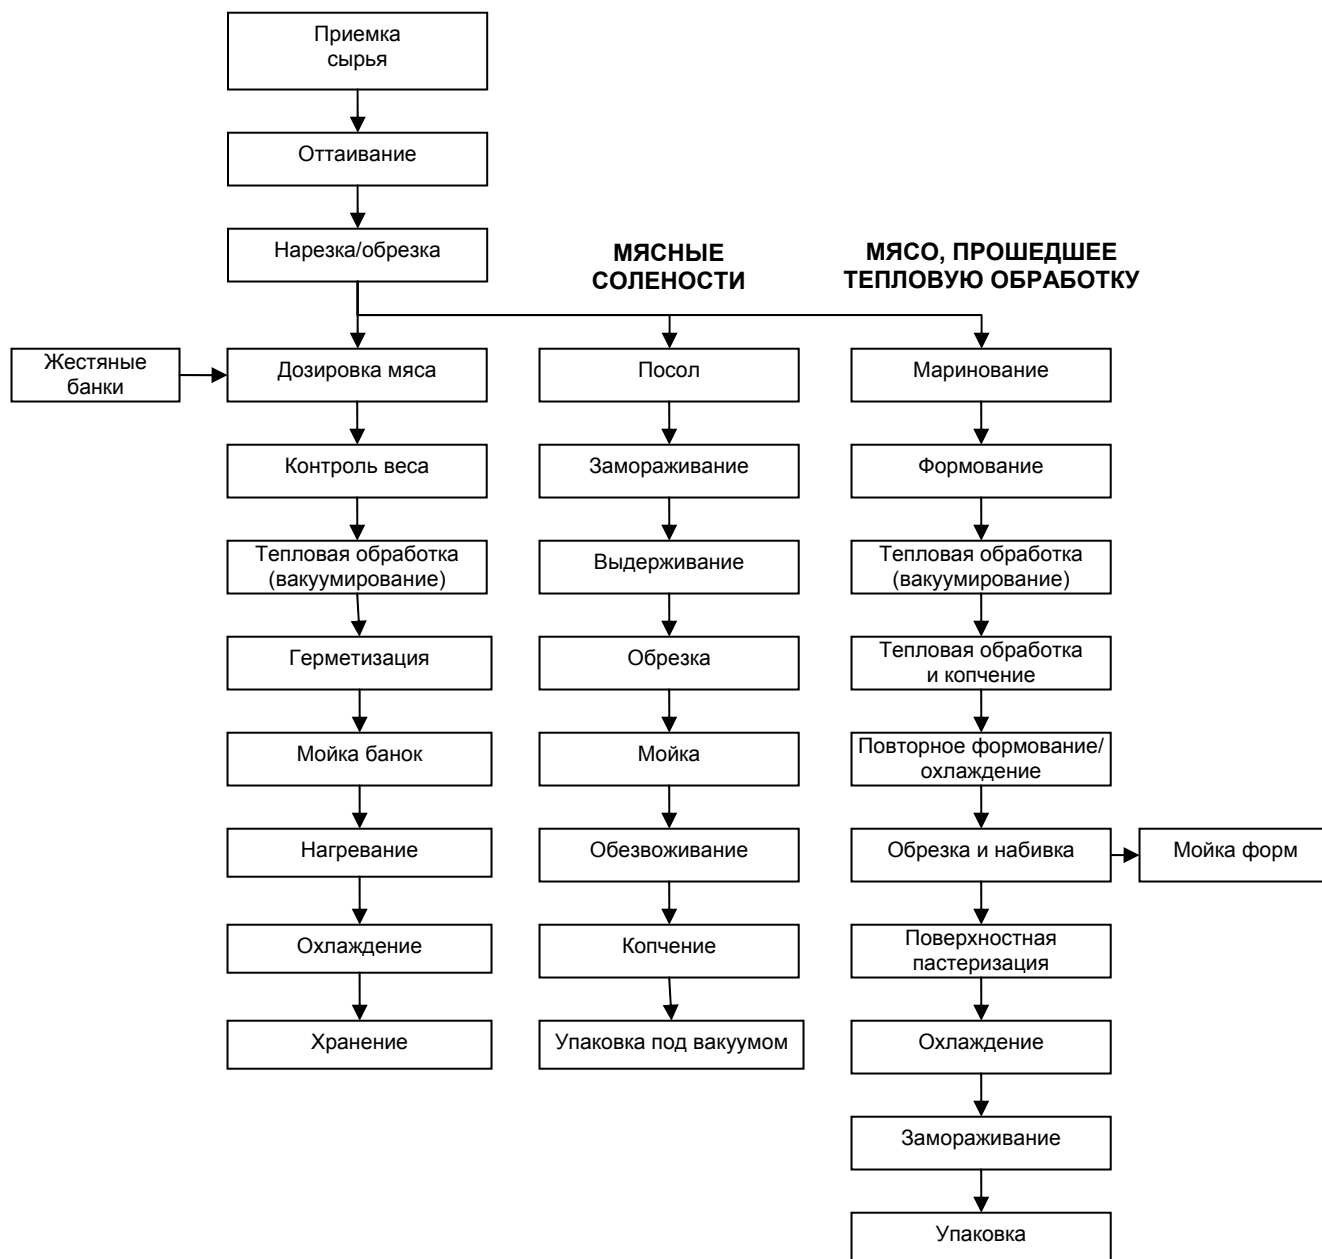 Приемка
сырья
Оттаивание
Нарезка/обрезка
МЯСНЫЕ
СОЛЕНОСТИ
МЯСО, ПРОШЕДШЕЕ
ТЕПЛОВУЮ ОБРАБОТКУ
Жестяные
банки
Дозировка мяса
Посол
Маринование
Контроль веса
Замораживание
Формование
Тепловая обработка
(вакуумирование)
Выдерживание
Тепловая обработка
(вакуумирование)
Герметизация
Обрезка
Тепловая обработка
и копчение
Мойка банок
Мойка
Повторное формование/
охлаждение
Нагревание
Обезвоживание
Обрезка и набивка
Мойка форм
Охлаждение
Копчение
Поверхностная
пастеризация
Хранение
Упаковка под вакуумом
Охлаждение
Замораживание
Упаковка